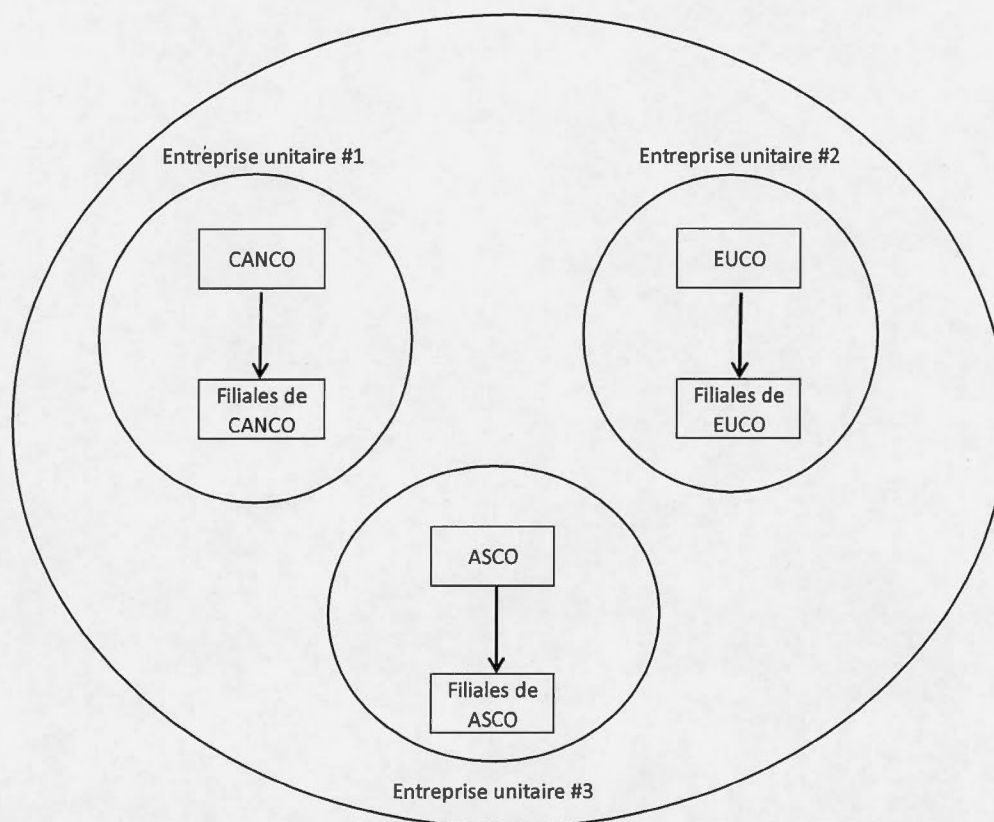 Entreprise unitaire #1
Entreprise unitaire #2
CANCO
EUCO
Filiales de
CANCO
Filiales de
EUCO
ASCO
Filiales de
ASCO
Entreprise unitaire #3